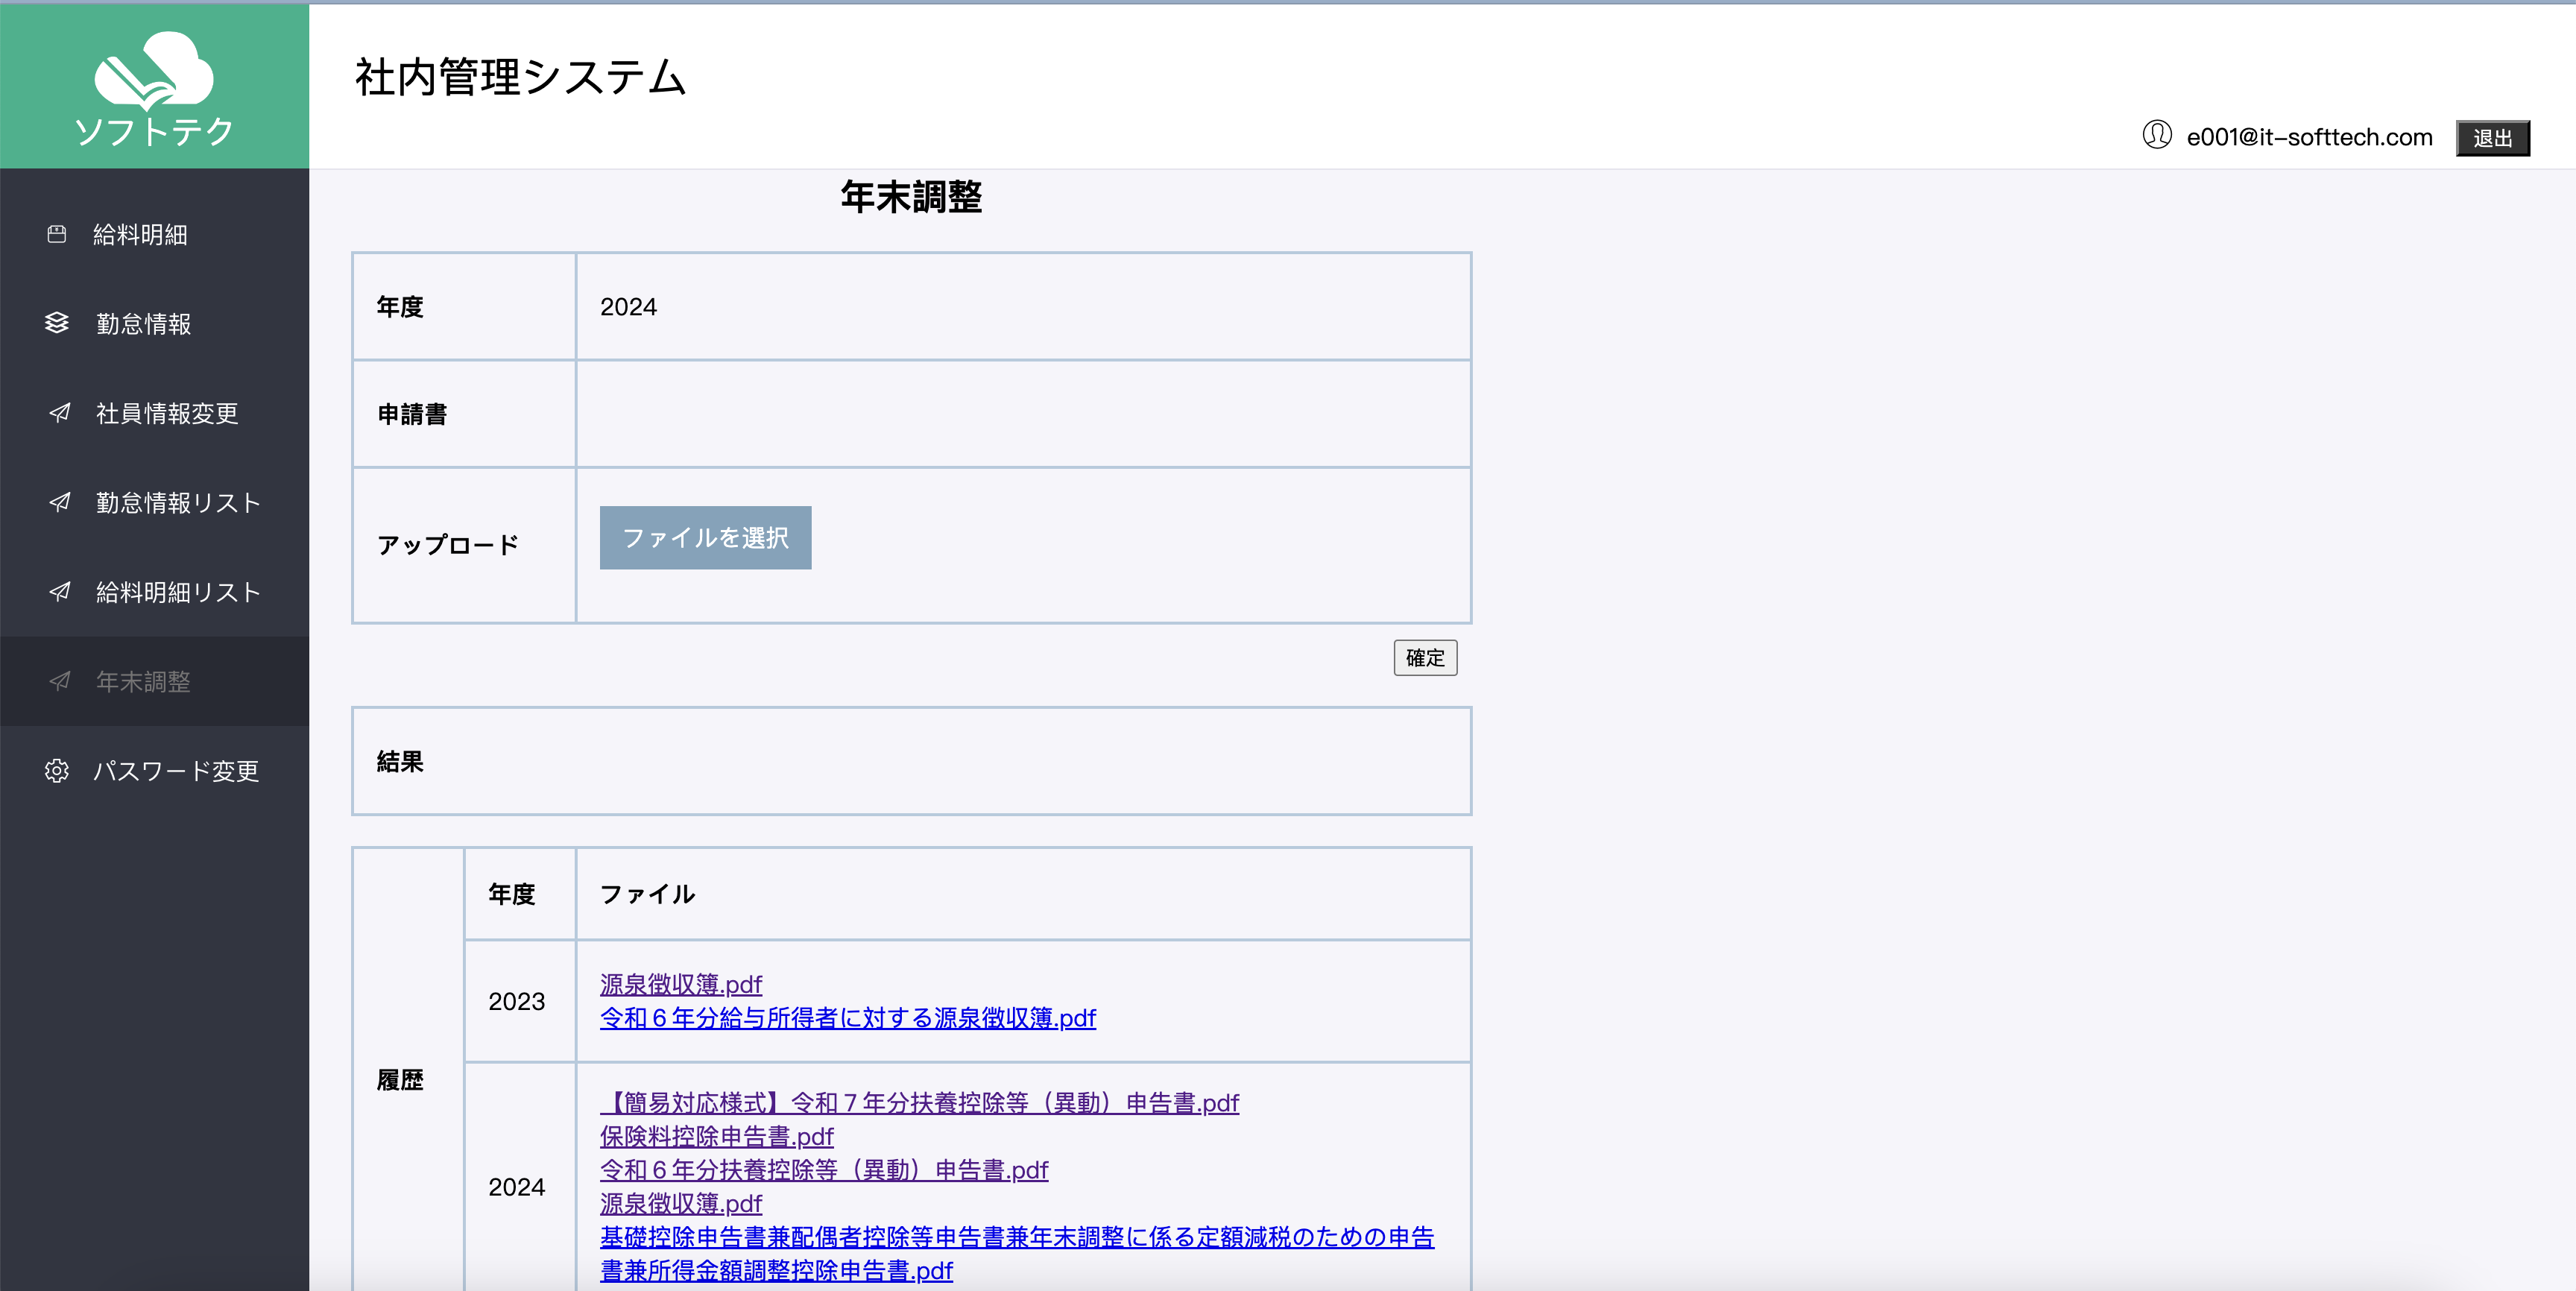 ソフトテク
社内管理システム
e001@it-softtech.com 退出
給料明細
勤怠情報
社員情報変更
勤怠情報リスト
給料明細リスト
年末調整
パスワード変更
年末調整
年度 2024
申請書
アップロード ファイルを選択
確定
結果
履歴
年度 ファイル
2023
源泉徴収簿.pdf
令和６年分給与所得者に対する源泉徴収簿.pdf
2024
【簡易対応様式】令和７年分扶養控除等（異動）申告書.pdf
保険料控除申告書.pdf
令和６年分扶養控除等（異動）申告書.pdf
源泉徴収簿.pdf
基礎控除申告書兼配偶者控除等申告書兼年末調整に係る定額減税のための申告
書兼所得金額調整控除申告書.pdf